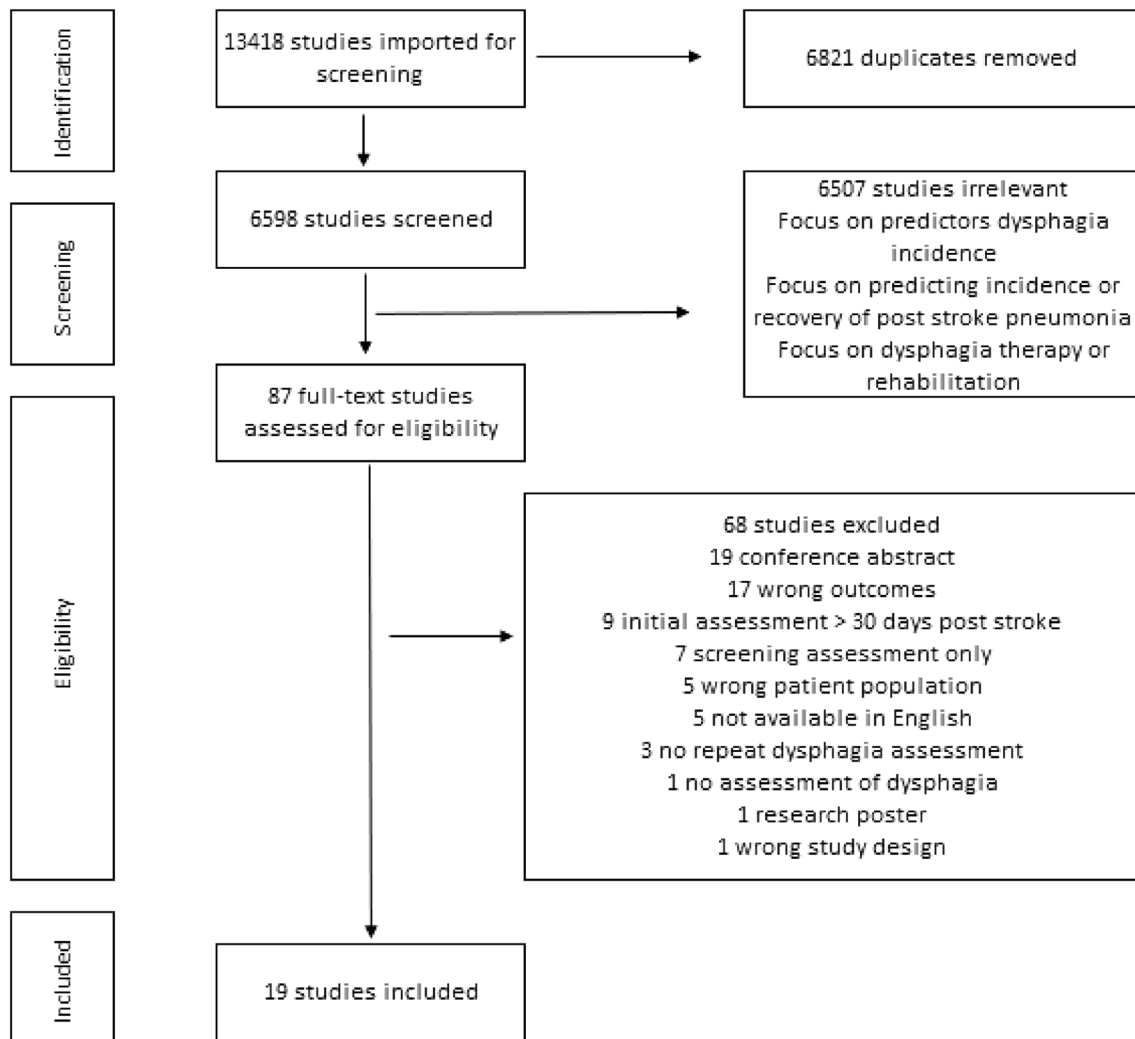 Identification
13418 studies imported for
screening
6821 duplicates removed
Screening
6598 studies screened
6507 studies irrelevant
Focus on predictors dysphagia
incidence
Focus on predicting incidence or
recovery of post stroke pneumonia
Focus on dysphagia therapy or
rehabilitation
Eligibility
87 full-text studies
assessed for eligibility
68 studies excluded
19 conference abstract
17 wrong outcomes
9 initial assessment > 30 days post stroke
7 screening assessment only
5 wrong patient population
5 not available in English
3 no repeat dysphagia assessment
1 no assessment of dysphagia
1 research poster
1 wrong study design
Included
19 studies included